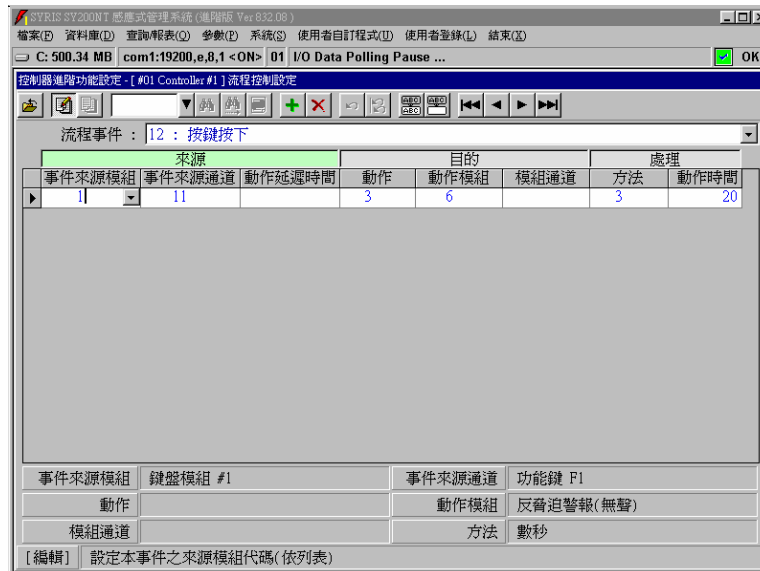 SYRIS SY200NT 感應式管理系統 (進階版 Ver 832.08 )
檔案(F) 資料庫(D) 查詢/報表(Q) 參數(P) 系統(S) 使用者自訂程式(U) 使用者登錄(L) 結束(X)
C: 500.34 MB com1:19200,e,8,1 <ON> 01 I/O Data Polling Pause ... OK
控制器進階功能設定 - [ #01 Controller #1 ] 流程控制設定
流程事件 : 12 : 按鍵按下
來源 目的 處理
事件來源模組 事件來源通道 動作延遲時間 動作 動作模組 模組通道 方法 動作時間
1 11 3 6 3 20
事件來源模組 鍵盤模組 #1 事件來源通道 功能鍵 F1
動作 動作模組 反脅迫警報(無聲)
模組通道 方法 數秒
[編輯] 設定本事件之來源模組代碼(依列表)